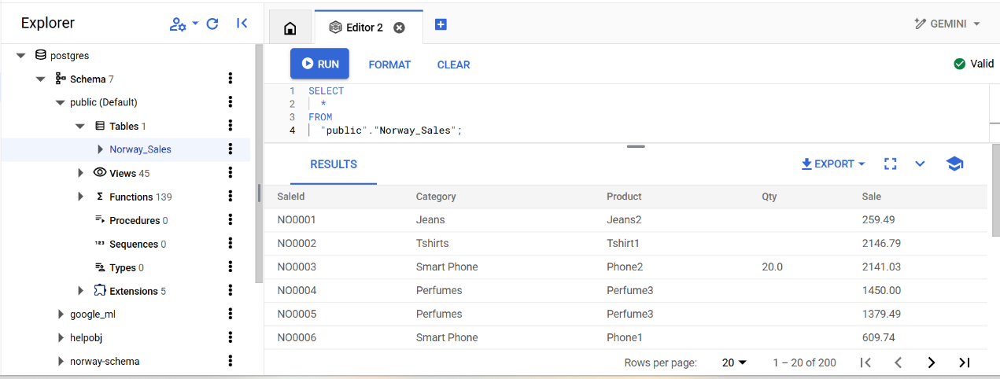 Explorer
Editor 2
GEMINI
postgres
Schema 7
public (Default)
Tables 1
Norway_Sales
Views 45
Functions 139
Procedures 0
123 Sequences 0
Types 0
Extensions 5
google_ml
helpobj
norway-schema
RUN FORMAT CLEAR Valid
1 SELECT
2 *
3 FROM
4 "public"."Norway_Sales";
RESULTS EXPORT
SaleId Category Product Qty Sale
NO0001 Jeans Jeans2 259.49
NO0002 Tshirts Tshirt1 2146.79
NO0003 Smart Phone Phone2 20.0 2141.03
NO0004 Perfumes Perfume3 1450.00
NO0005 Perfumes Perfume3 1379.49
NO0006 Smart Phone Phone1 609.74
Rows per page: 20 1 – 20 of 200